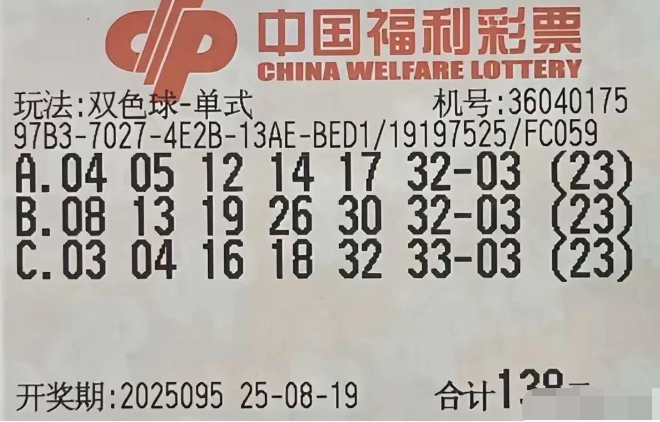 中国福利彩票
CHINA WELFARE LOTTERY
玩法:双色球-单式 机号:36040175
97B3-7027-4E2B-13AE-BED1/19197525/FC059
A.04 05 12 14 17 32-03 (23)
B.08 13 19 26 30 32-03 (23)
C.03 04 16 18 32 33-03 (23)
开奖期:2025095 25-08-19 合计138元